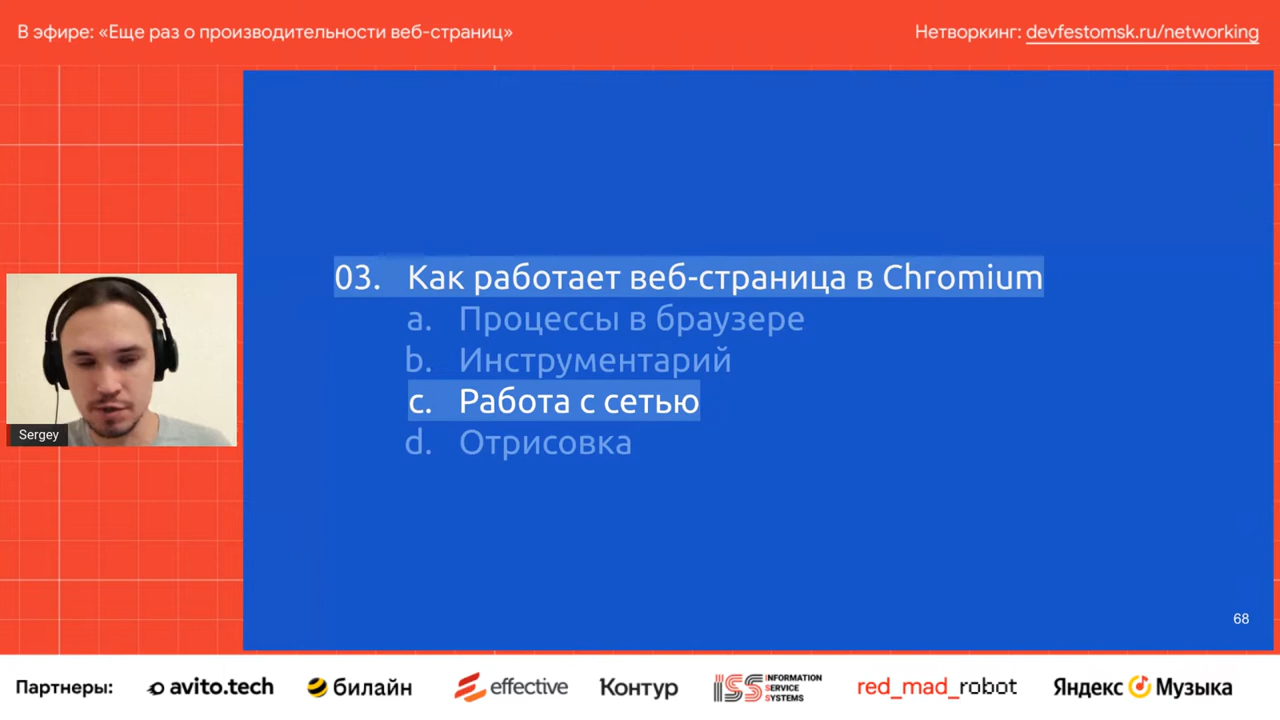 В эфире: «Еще раз о производительности веб-страниц»
Нетворкинг: devfestomsk.ru/networking
03. Как работает веб-страница в Chromium
a. Процессы в браузере
b. Инструментарий
c. Работа с сетью
d. Отрисовка
Sergey
68
Партнеры:
avito.tech
билайн
effective
Контур
ISS INFORMATION
SERVICE
SYSTEMS
red_mad_robot
Яндекс Музыка